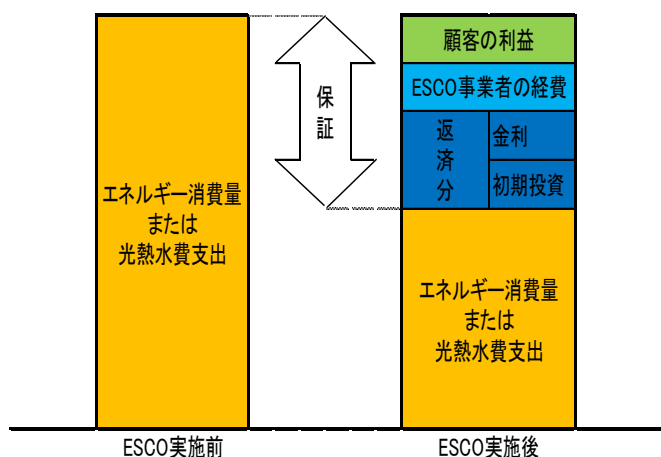 エネルギー消費量
または
光熱水費支出
保
証
顧客の利益
ESCO事業者の経費
返
済
分
金利
初期投資
エネルギー消費量
または
光熱水費支出
ESCO実施前
ESCO実施後